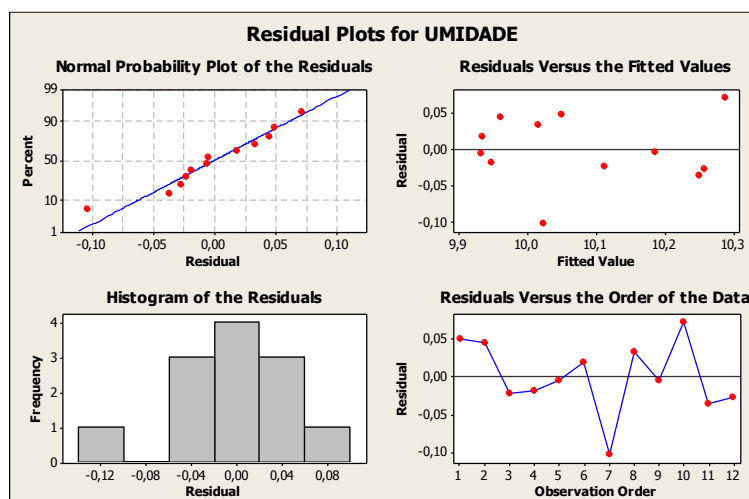 Residual Plots for UMIDADE
Normal Probability Plot of the Residuals
99
90
50
10
1
Percent
-0,10 -0,05 0,00 0,05 0,10
Residual
Residuals Versus the Fitted Values
0,05
0,00
-0,05
-0,10
Residual
9,9 10,0 10,1 10,2 10,3
Fitted Value
Histogram of the Residuals
4
3
2
1
0
Frequency
-0,12 -0,08 -0,04 0,00 0,04 0,08
Residual
Residuals Versus the Order of the Data
0,05
0,00
-0,05
-0,10
Residual
1 2 3 4 5 6 7 8 9 10 11 12
Observation Order